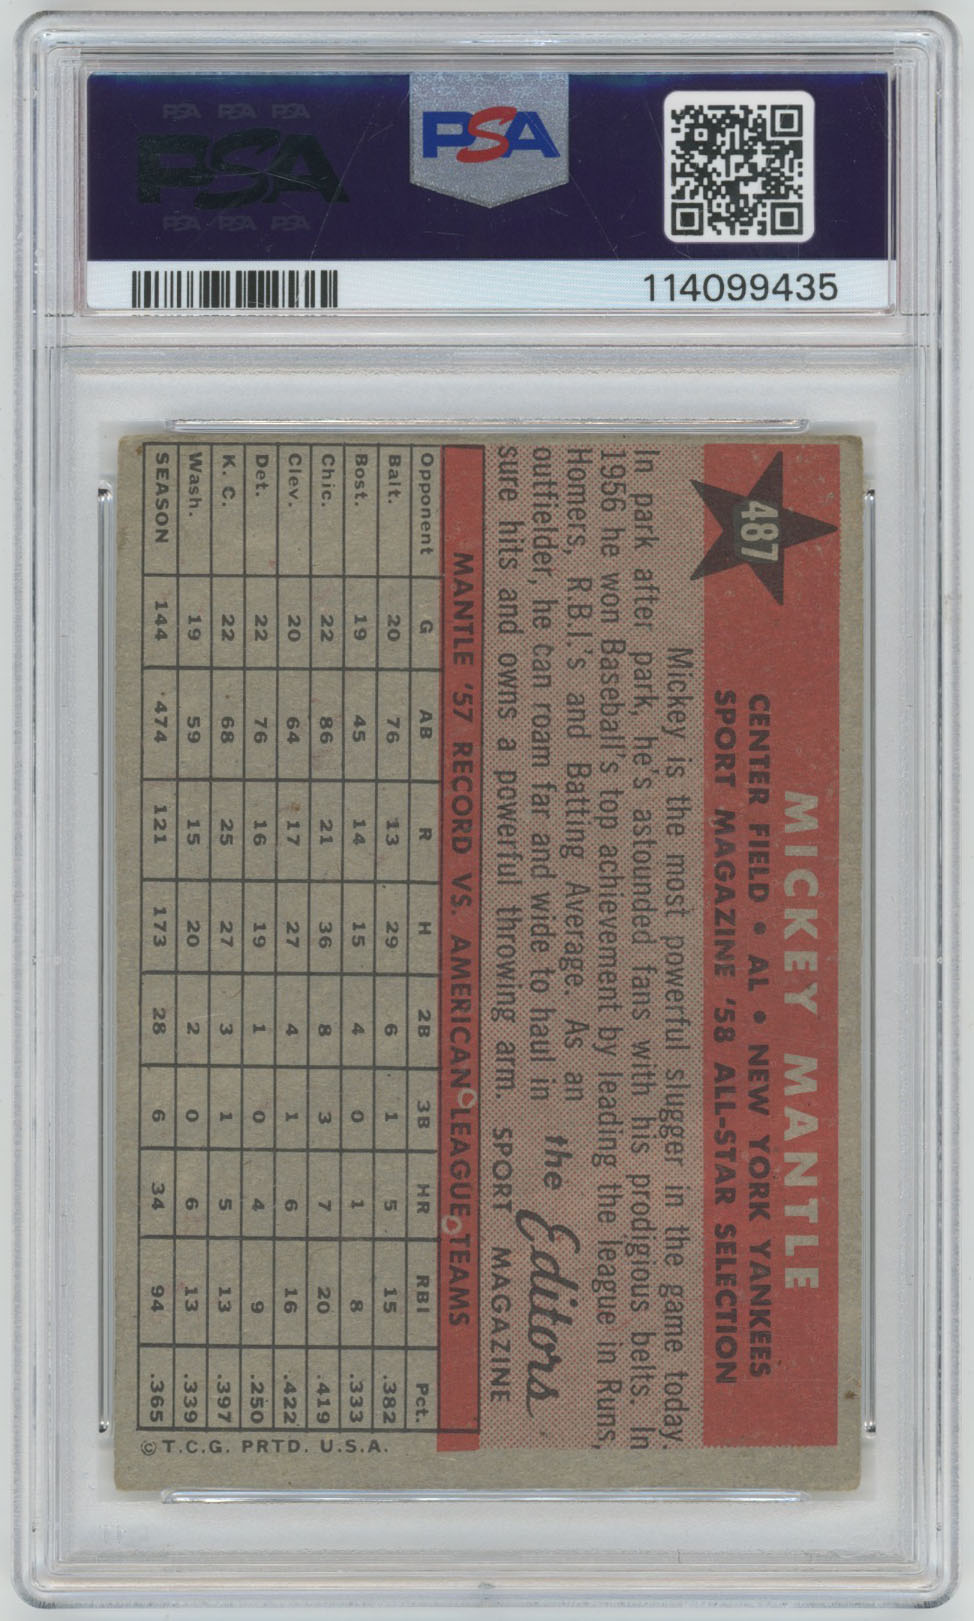 PSA PSA PSA
PSA
PSA PSA PSA
PSA
114099435
487
MICKEY MANTLE
CENTER FIELD • AL • NEW YORK YANKEES
SPORT MAGAZINE '58 ALL-STAR SELECTION
Mickey is the most powerful slugger in the game today.
In park after park, he's astounded fans with his prodigious belts. In
1956 he won Baseball's top achievement by leading the league in Runs,
Homers, R.B.I.'s and Batting Average. As an
outfielder, he can roam far and wide to haul in
sure hits and owns a powerful throwing arm.
the Editors
SPORT MAGAZINE
MANTLE '57 RECORD VS. AMERICAN LEAGUE TEAMS
Opponent G AB R H 2B 3B HR RBI Pct.
Balt. 20 76 13 29 6 1 5 15 .382
Bost. 19 45 14 15 4 0 1 8 .333
Chic. 22 86 21 36 8 3 7 20 .419
Clev. 20 64 17 27 4 1 6 16 .422
Det. 22 76 16 19 1 0 4 9 .250
K. C. 22 68 25 27 3 1 5 13 .397
Wash. 19 59 15 20 2 0 6 13 .339
SEASON 144 474 121 173 28 6 34 94 .365
© T.C.G. PRTD. U.S.A.